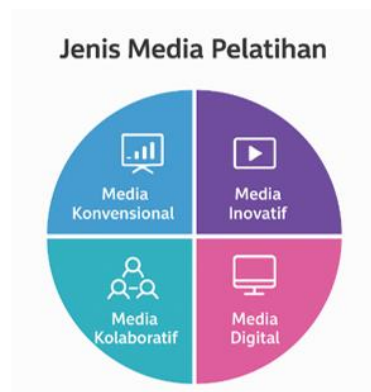 Jenis Media Pelatihan
Media
Konvensional
Media
Inovatif
Media
Kolaboratif
Media
Digital